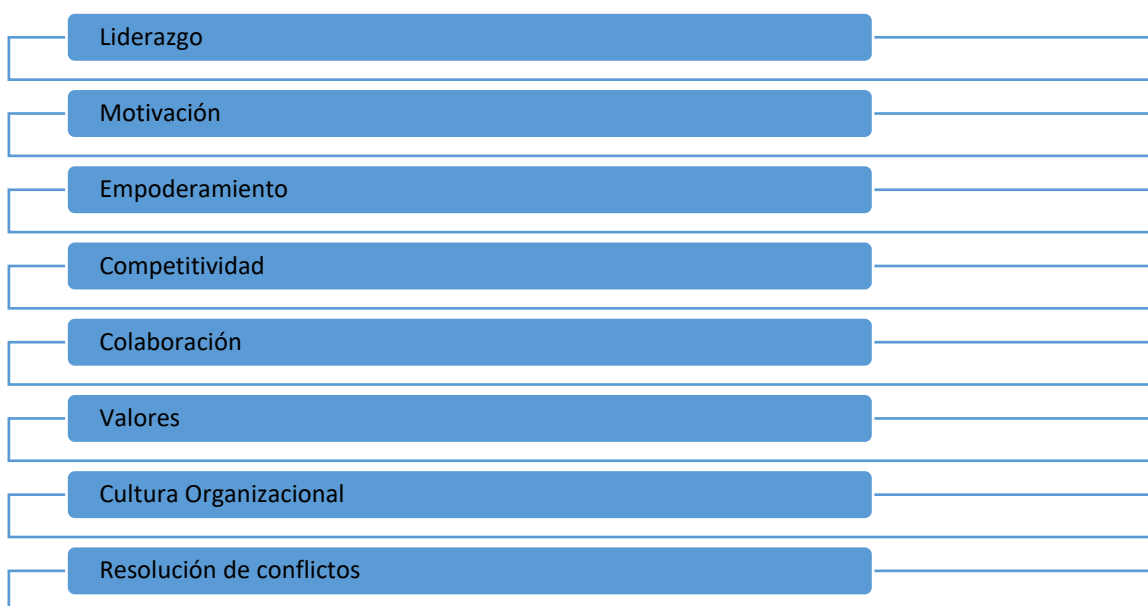 Liderazgo
Motivación
Empoderamiento
Competitividad
Colaboración
Valores
Cultura Organizacional
Resolución de conflictos